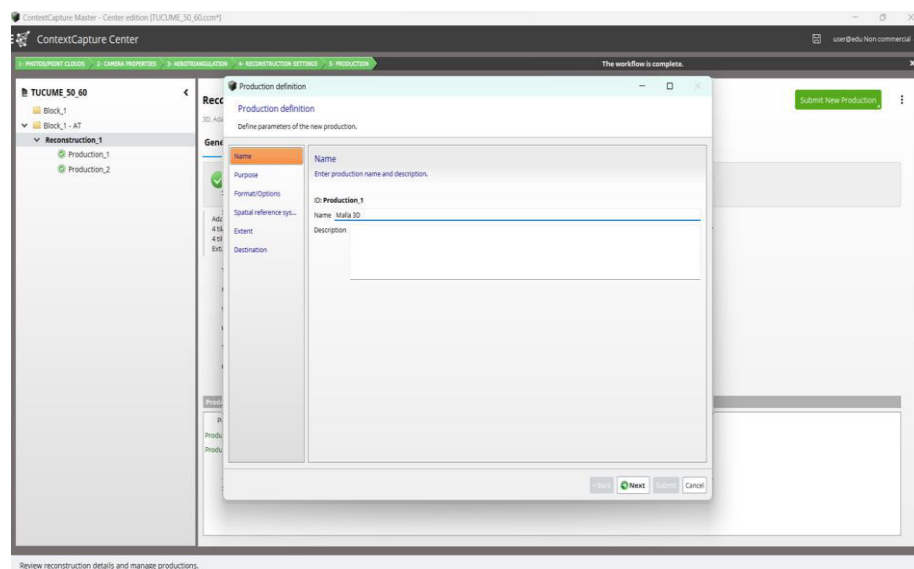 ContextCapture Master - Center edition [TUCUME_50_60.ccm*]
ContextCapture Center
user@edu Non commercial
1- PHOTOS/POINT CLOUDS
2- CAMERA PROPERTIES
3- AEROTRIANGULATION
4- RECONSTRUCTION SETTINGS
5- PRODUCTION
The workflow is complete.
TUCUME_50_60
Block_1
Block_1 - AT
Reconstruction_1
Production_1
Production_2
Submit New Production
Production definition
Production definition
Define parameters of the new production.
Name
Purpose
Format/Options
Spatial reference sys...
Extent
Destination
Name
Enter production name and description.
ID: Production_1
Name Malla 3D
Description
< Back
Next
Submit
Cancel
Review reconstruction details and manage productions.